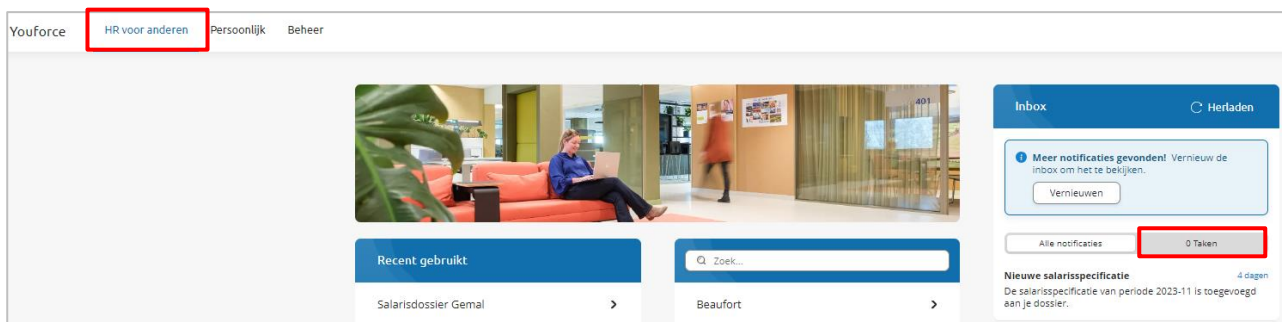 Youforce HR voor anderen Persoonlijk Beheer
401
Inbox Herladen
Meer notificaties gevonden! Vernieuw de
inbox om het te bekijken.
Vernieuwen
Alle notificaties 0 Taken
Nieuwe salarisspecificatie 4 dagen
De salarisspecificatie van periode 2023-11 is toegevoegd
aan je dossier.
Recent gebruikt
Salarisdossier Gemal
Zoek...
Beaufort